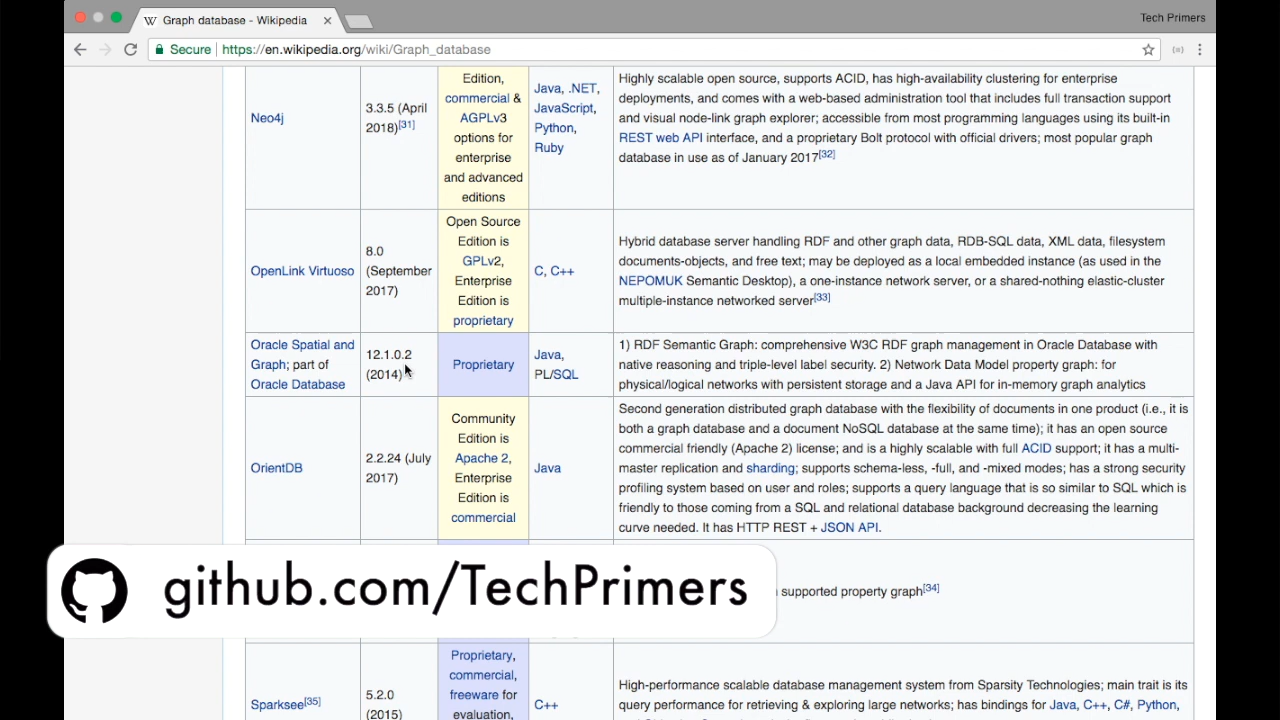 Graph database - Wikipedia
Tech Primers
Secure
https://en.wikipedia.org/wiki/Graph_database
Neo4j
3.3.5 (April
2018)[31]
Edition,
commercial &
AGPLv3
options for
enterprise
and advanced
editions
Java, .NET,
JavaScript,
Python,
Ruby
Highly scalable open source, supports ACID, has high-availability clustering for enterprise
deployments, and comes with a web-based administration tool that includes full transaction support
and visual node-link graph explorer; accessible from most programming languages using its built-in
REST web API interface, and a proprietary Bolt protocol with official drivers; most popular graph
database in use as of January 2017[32]
OpenLink Virtuoso
8.0
(September
2017)
Open Source
Edition is
GPLv2,
Enterprise
Edition is
proprietary
C, C++
Hybrid database server handling RDF and other graph data, RDB-SQL data, XML data, filesystem
documents-objects, and free text; may be deployed as a local embedded instance (as used in the
NEPOMUK Semantic Desktop), a one-instance network server, or a shared-nothing elastic-cluster
multiple-instance networked server[33]
Oracle Spatial and
Graph; part of
Oracle Database
12.1.0.2
(2014)
Proprietary
Java,
PL/SQL
1) RDF Semantic Graph: comprehensive W3C RDF graph management in Oracle Database with
native reasoning and triple-level label security. 2) Network Data Model property graph: for
physical/logical networks with persistent storage and a Java API for in-memory graph analytics
OrientDB
2.2.24 (July
2017)
Community
Edition is
Apache 2,
Enterprise
Edition is
commercial
Java
Second generation distributed graph database with the flexibility of documents in one product (i.e., it is
both a graph database and a document NoSQL database at the same time); it has an open source
commercial friendly (Apache 2) license; and is a highly scalable with full ACID support; it has a multi-
master replication and sharding; supports schema-less, -full, and -mixed modes; has a strong security
profiling system based on user and roles; supports a query language that is so similar to SQL which is
friendly to those coming from a SQL and relational database background decreasing the learning
curve needed. It has HTTP REST + JSON API.
github.com/TechPrimers
supported property graph[34]
Sparksee[35]
5.2.0
(2015)
Proprietary,
commercial,
freeware for
evaluation,
C++
High-performance scalable database management system from Sparsity Technologies; main trait is its
query performance for retrieving & exploring large networks; has bindings for Java, C++, C#, Python,